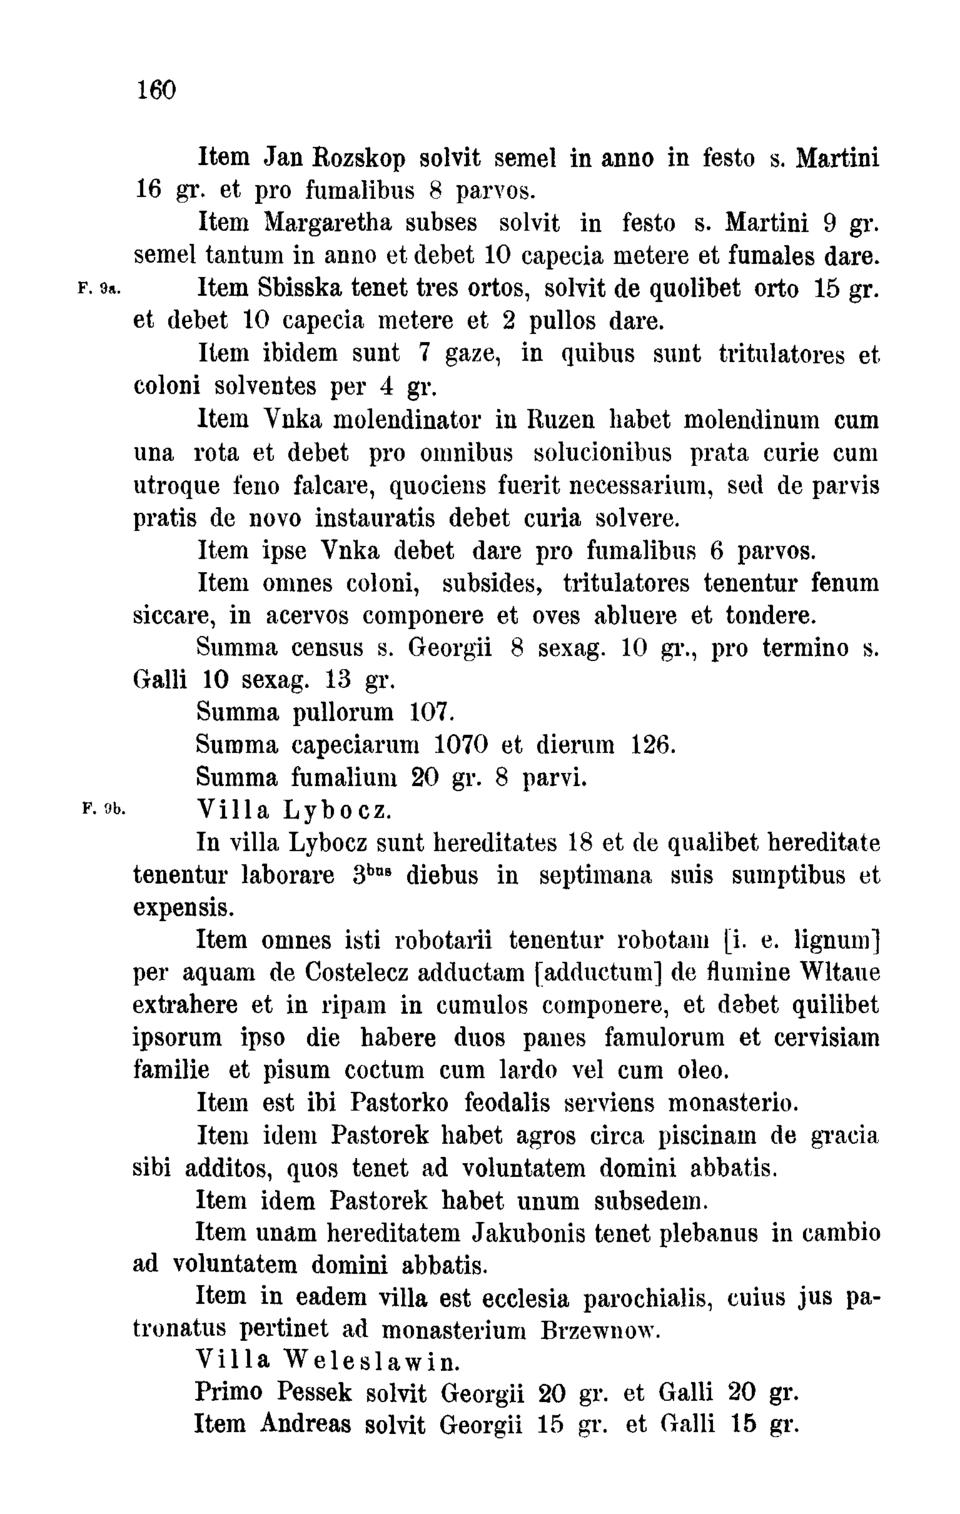 160
Item Jan Rozskop solvit semel in anno in festo s. Martini
16 gr. et pro fumalibus 8 parvos.
Item Margaretha subses solvit in festo s. Martini 9 gr.
semel tantum in anno et debet 10 capecia metere et fumales dare.
F. 9a. Item Sbisska tenet tres ortos, solvit de quolibet orto 15 gr.
et debet 10 capecia metere et 2 pullos dare.
Item ibidem sunt 7 gaze, in quibus sunt tritulatores et
coloni solventes per 4 gr.
Item Vnka molendinator in Ruzen habet molendinum cum
una rota et debet pro omnibus solucionibus prata curie cum
utroque feno falcare, quociens fuerit necessarium, sed de parvis
pratis de novo instauratis debet curia solvere.
Item ipse Vnka debet dare pro fumalibus 6 parvos.
Item omnes coloni, subsides, tritulatores tenentur fenum
siccare, in acervos componere et oves abluere et tondere.
Summa census s. Georgii 8 sexag. 10 gr., pro termino s.
Galli 10 sexag. 13 gr.
Summa pullorum 107.
Summa capeciarum 1070 et dierum 126.
Summa fumalium 20 gr. 8 parvi.
F. 9b. Villa Lybocz.
In villa Lybocz sunt hereditates 18 et de qualibet hereditate
tenentur laborare 3ᵇᵘˢ diebus in septimana suis sumptibus et
expensis.
Item omnes isti robotarii tenentur robotam [i. e. lignum]
per aquam de Costelecz adductam [adductum] de flumine Wltaue
extrahere et in ripam in cumulos componere, et debet quilibet
ipsorum ipso die habere duos panes famulorum et cervisiam
familie et pisum coctum cum lardo vel cum oleo.
Item est ibi Pastorko feodalis serviens monasterio.
Item idem Pastorek habet agros circa piscinam de gracia
sibi additos, quos tenet ad voluntatem domini abbatis.
Item idem Pastorek habet unum subsedem.
Item unam hereditatem Jakubonis tenet plebanus in cambio
ad voluntatem domini abbatis.
Item in eadem villa est ecclesia parochialis, cuius jus pa-
tronatus pertinet ad monasterium Brzewnow.
Villa Weleslawin.
Primo Pessek solvit Georgii 20 gr. et Galli 20 gr.
Item Andreas solvit Georgii 15 gr. et Galli 15 gr.